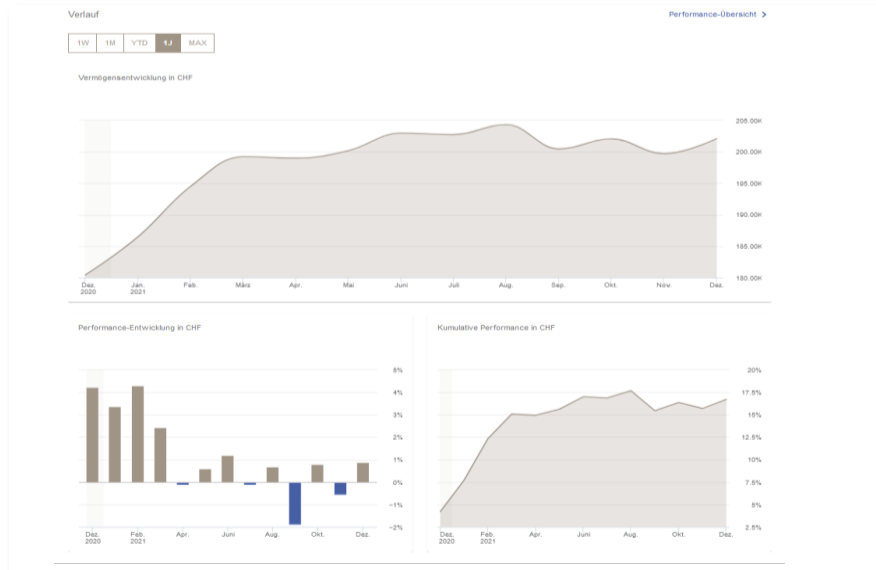 Verlauf
Performance-Übersicht
1W 1M YTD 1J MAX
Vermögensentwicklung in CHF
205.00K
200.00K
195.00K
190.00K
185.00K
180.00K
Dez. Jan. Feb. März Apr. Mai Juni Juli Aug. Sep. Okt. Nov. Dez.
2020 2021
Performance-Entwicklung in CHF
5%
4%
3%
2%
1%
0%
-1%
-2%
Dez. Feb. Apr. Juni Aug. Okt. Dez.
2020 2021
Kumulative Performance in CHF
20%
17.5%
15%
12.5%
10%
7.5%
5%
2.5%
Dez. Feb. Apr. Juni Aug. Okt. Dez.
2020 2021